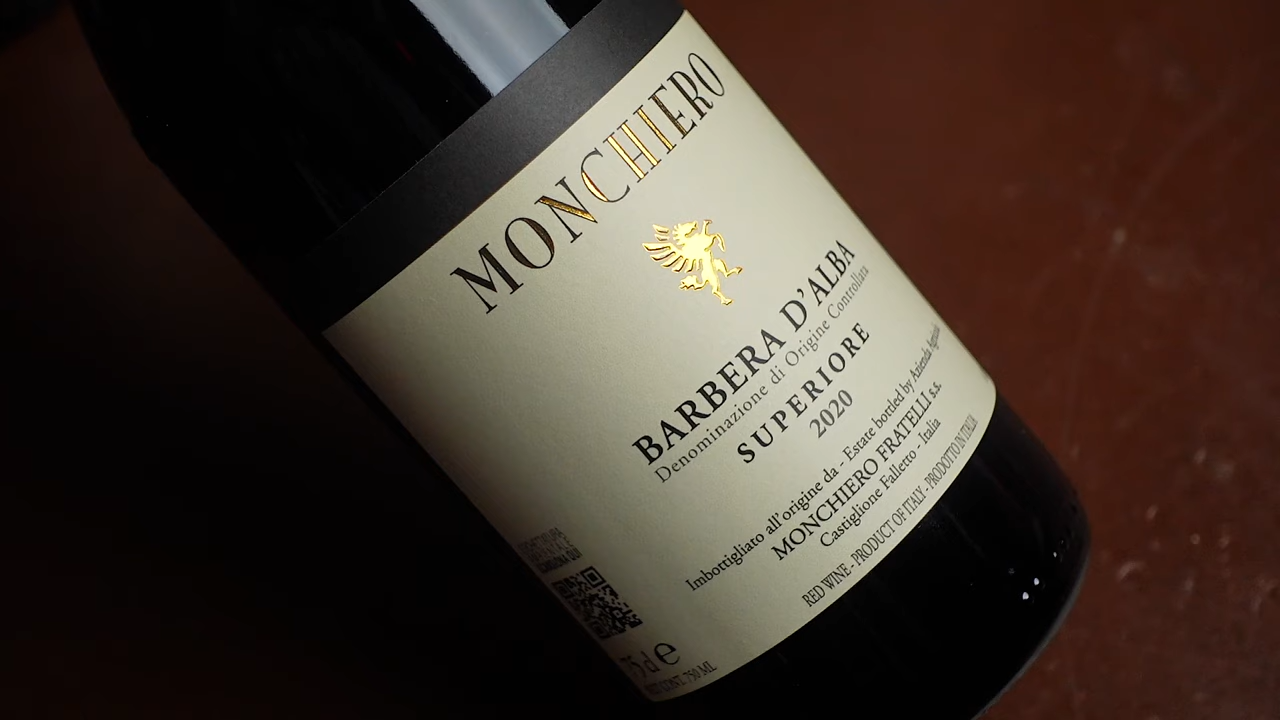 MONCHIERO
BARBERA D'ALBA
Denominazione di Origine Controllata
SUPERIORE
2020
Imbottigliato all'origine da - Estate bottled by Azienda Agricola
MONCHIERO FRATELLI s.s.
Castiglione Falletto - Italia
RED WINE - PRODUCT OF ITALY - PRODOTTO IN ITALIA
75 cl e
NET CONT. 750 ML